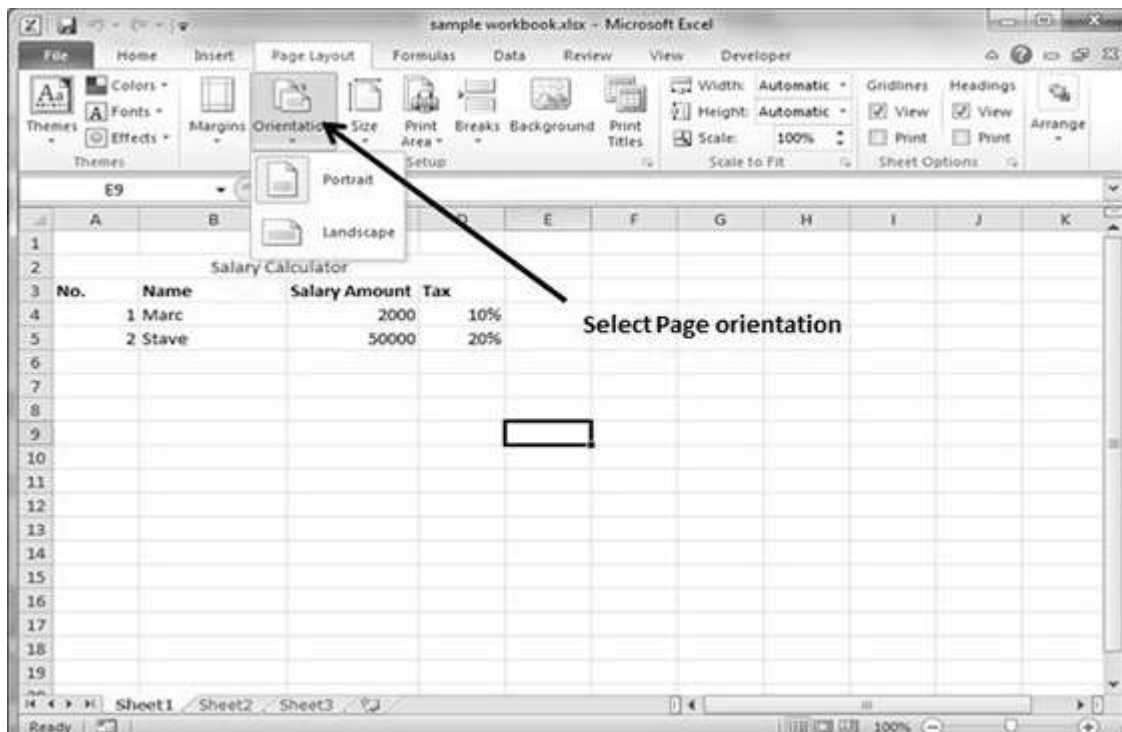 sample workbook.xlsx - Microsoft Excel
File Home Insert Page Layout Formulas Data Review View Developer
Colors
Fonts
Effects
Themes
Margins
Orientation
Size
Print Area
Breaks
Background
Print Titles
Width: Automatic
Height: Automatic
Scale: 100%
Gridlines
View
Print
Headings
View
Print
Arrange
Themes Setup Scale to Fit Sheet Options
E9
Portrait
Landscape
A B D E F G H I J K
1
2 Salary Calculator
3 No. Name Salary Amount Tax
4 1 Marc 2000 10%
5 2 Stave 50000 20%
Select Page orientation
6
7
8
9
10
11
12
13
14
15
16
17
18
19
Sheet1 Sheet2 Sheet3
Ready 100%